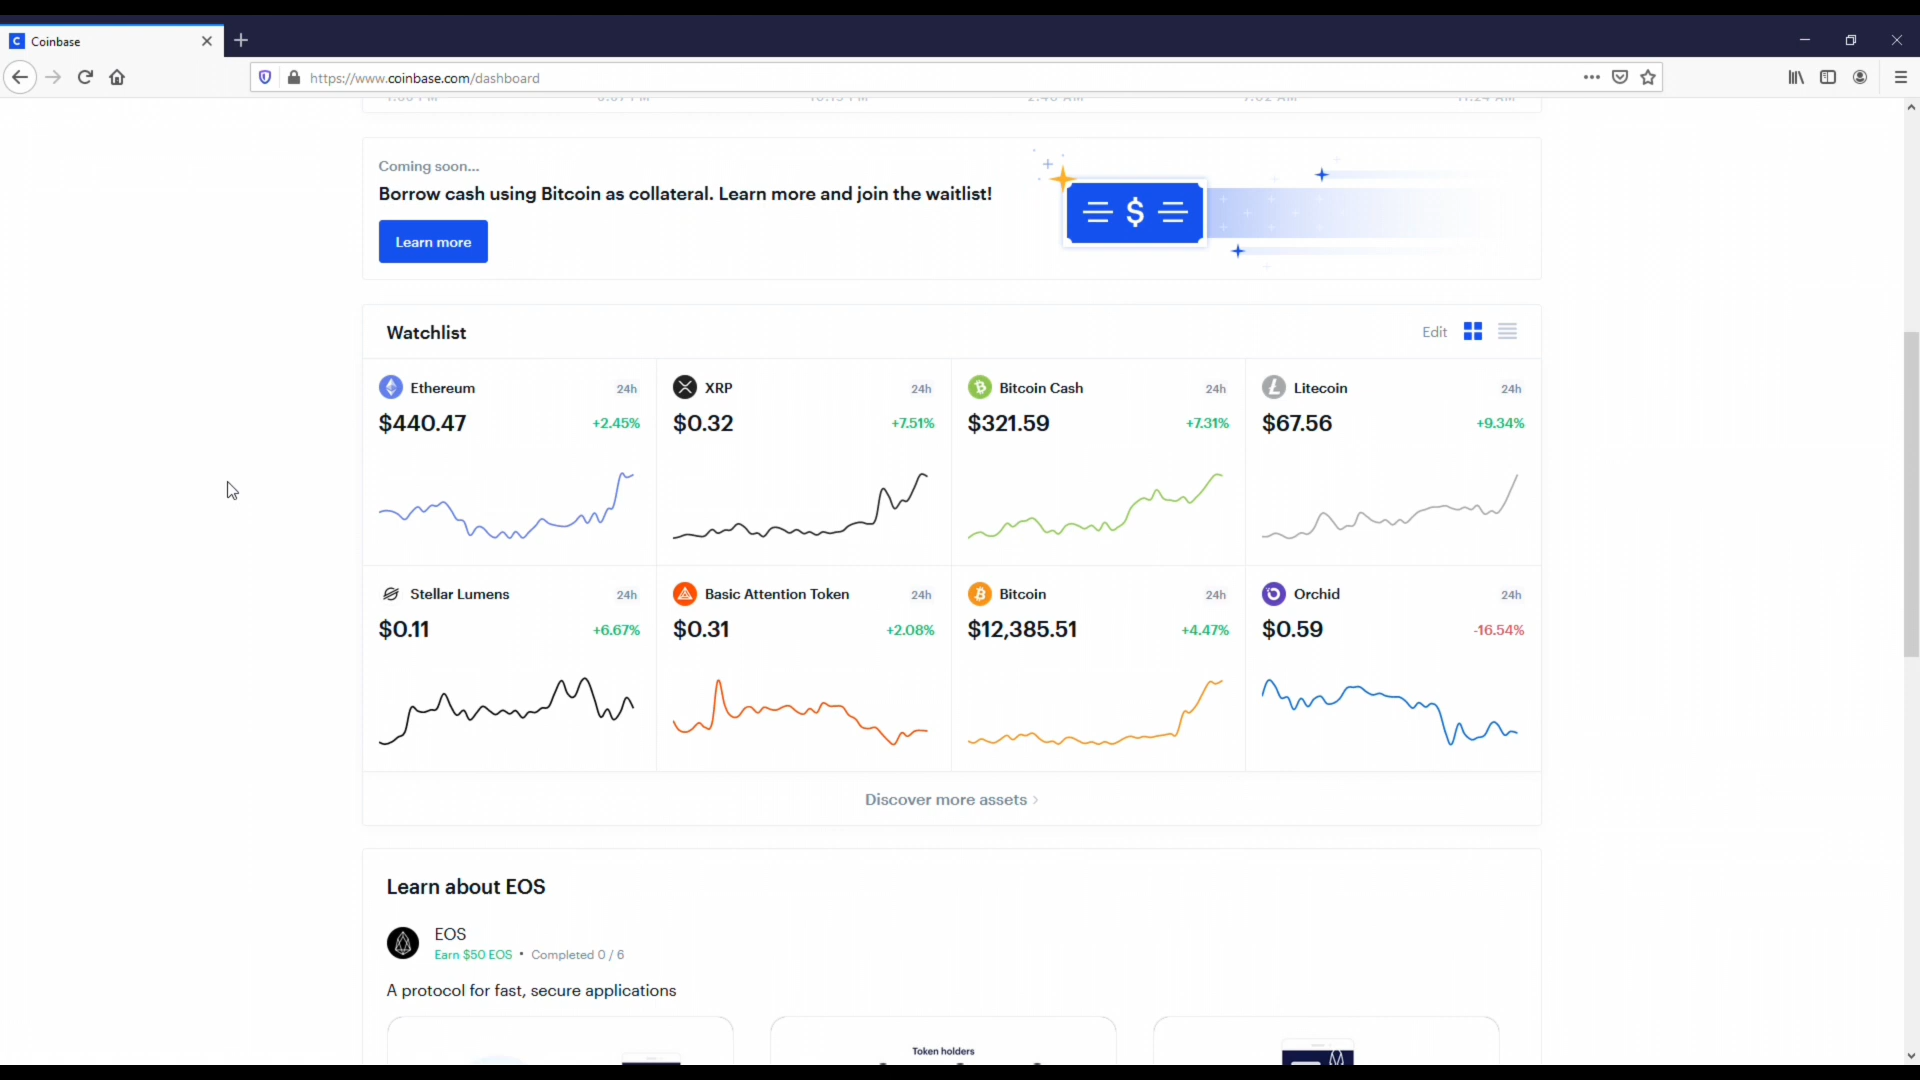 Coinbase
https://www.coinbase.com/dashboard
Coming soon...
Borrow cash using Bitcoin as collateral. Learn more and join the waitlist!
Learn more
$
Watchlist
Edit
Ethereum 24h
$440.47 +2.45%
XRP 24h
$0.32 +7.51%
Bitcoin Cash 24h
$321.59 +7.31%
Litecoin 24h
$67.56 +9.34%
Stellar Lumens 24h
$0.11 +6.67%
Basic Attention Token 24h
$0.31 +2.08%
Bitcoin 24h
$12,385.51 +4.47%
Orchid 24h
$0.59 -16.54%
Discover more assets >
Learn about EOS
EOS
Earn $50 EOS • Completed 0 / 6
A protocol for fast, secure applications
Token holders